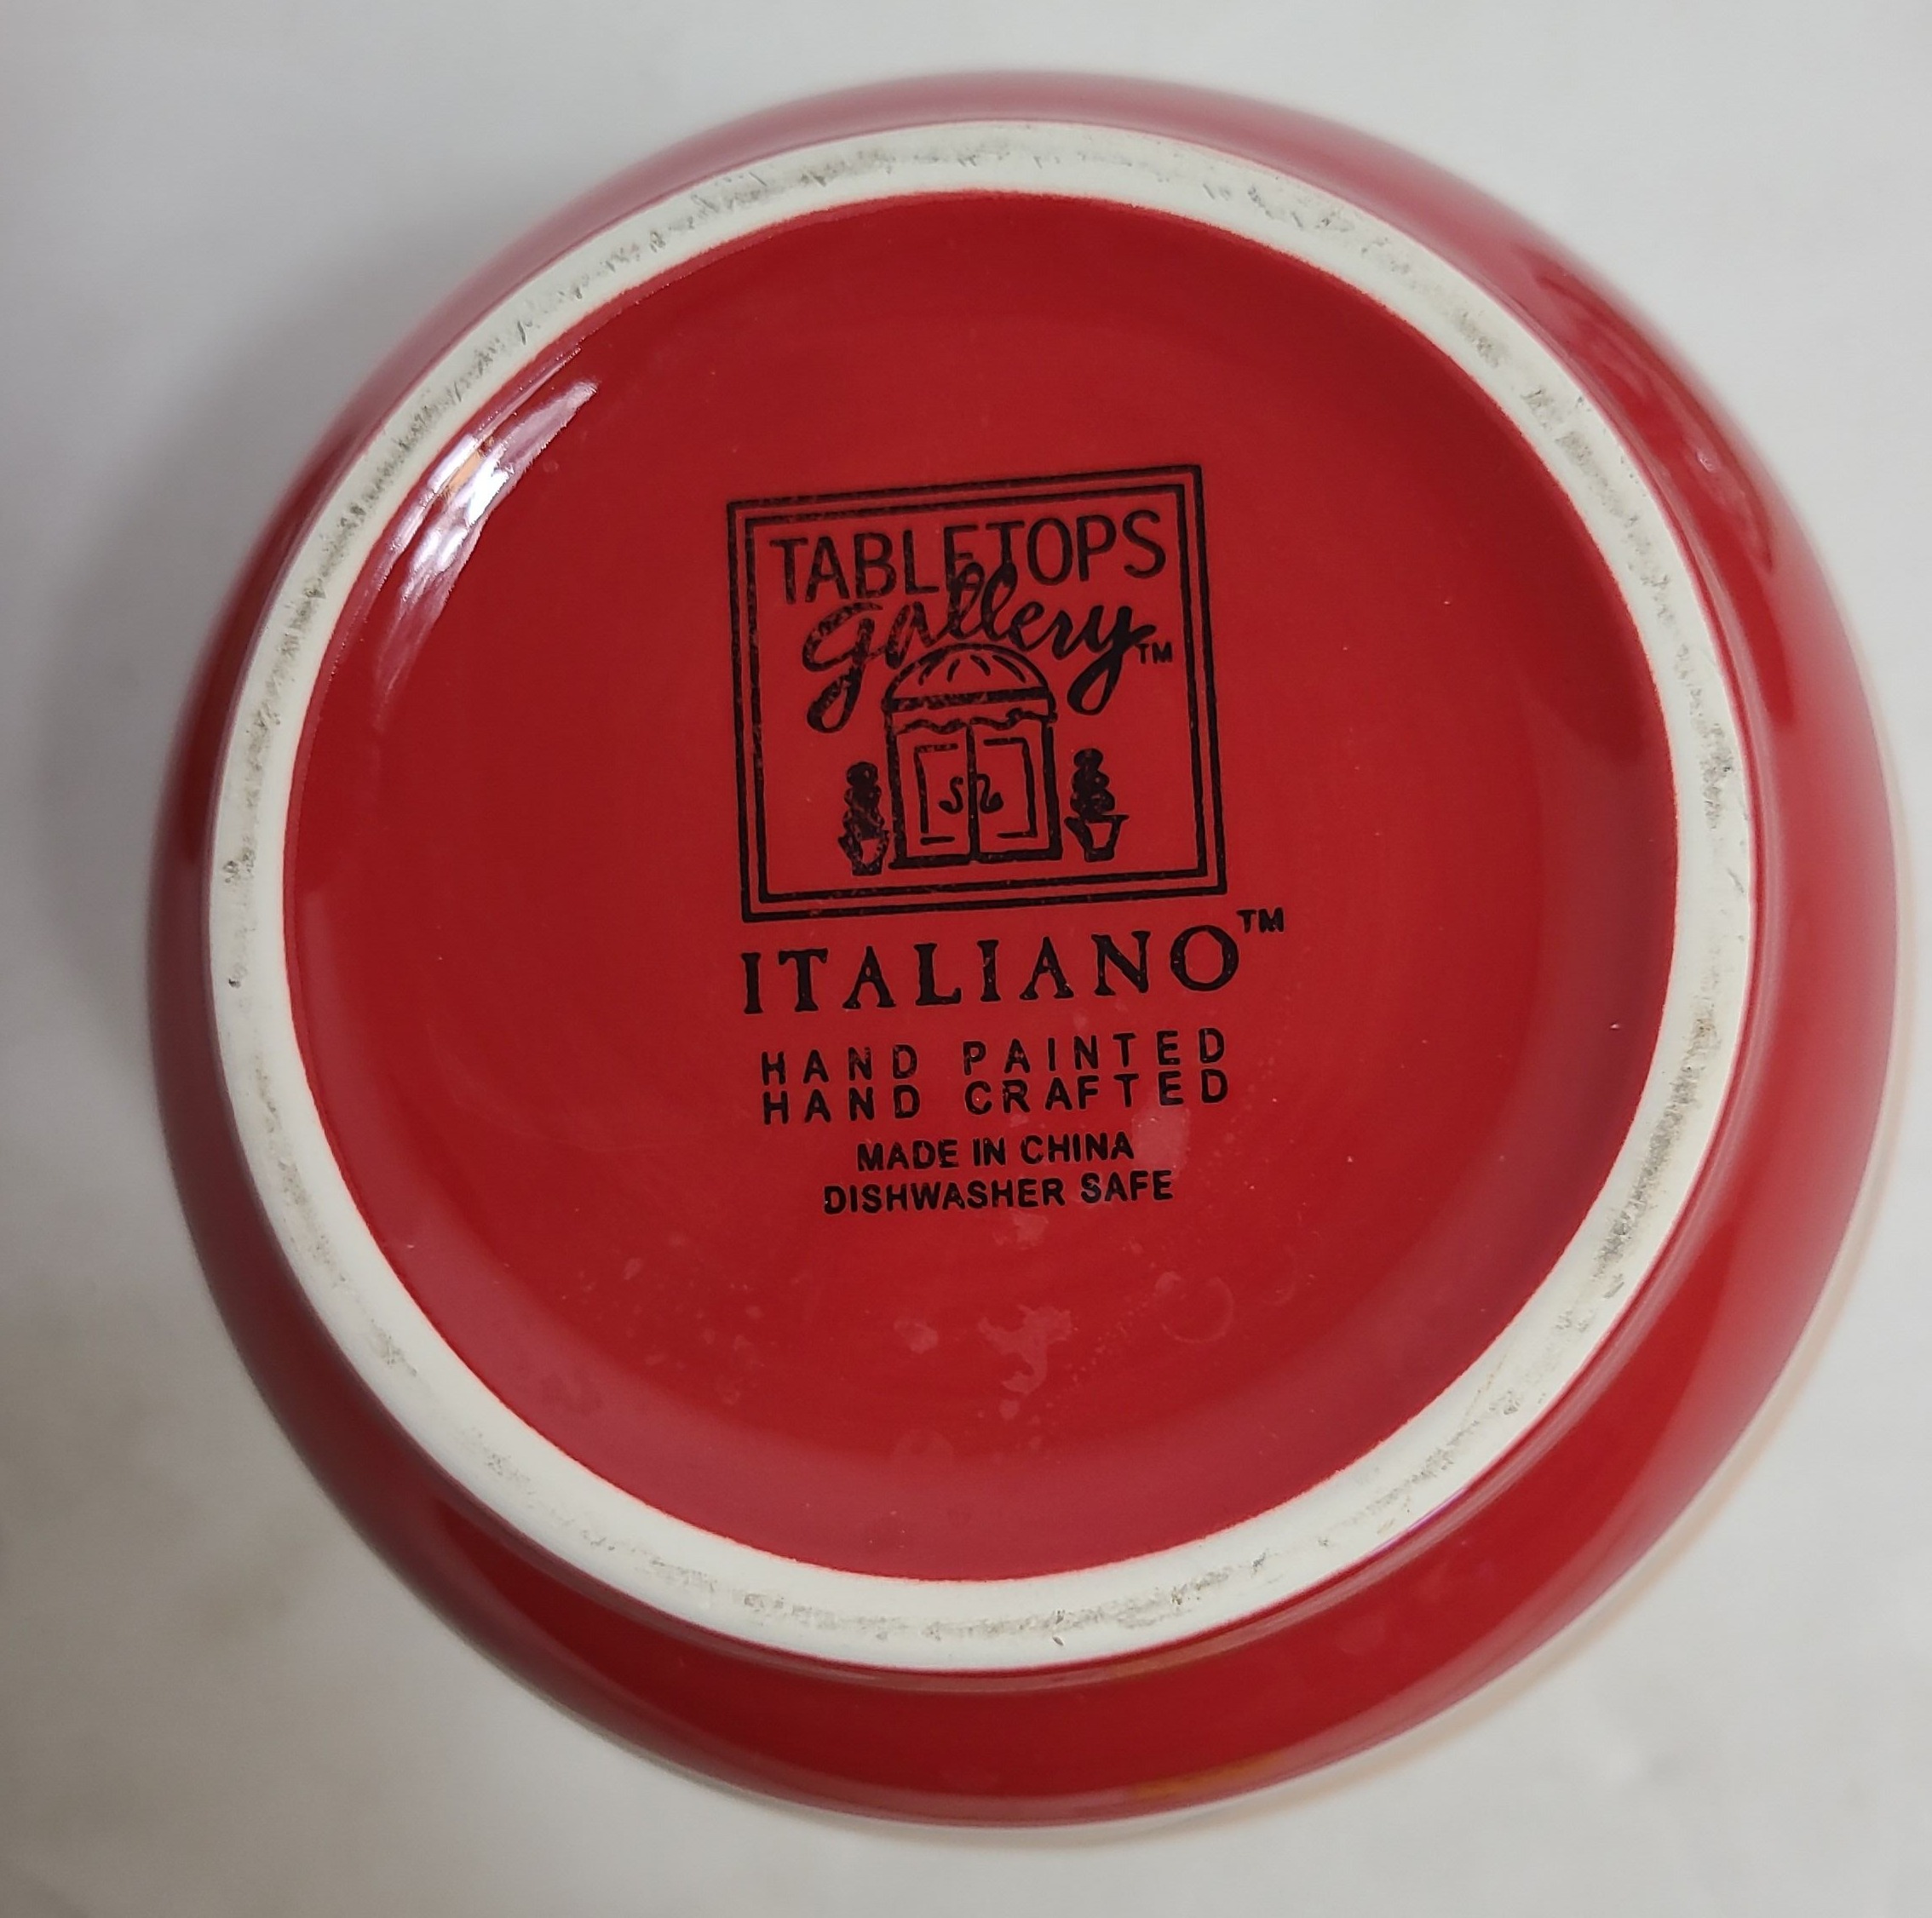 TABLETOPS
gallery™
ITALIANO™
HAND PAINTED
HAND CRAFTED
MADE IN CHINA
DISHWASHER SAFE